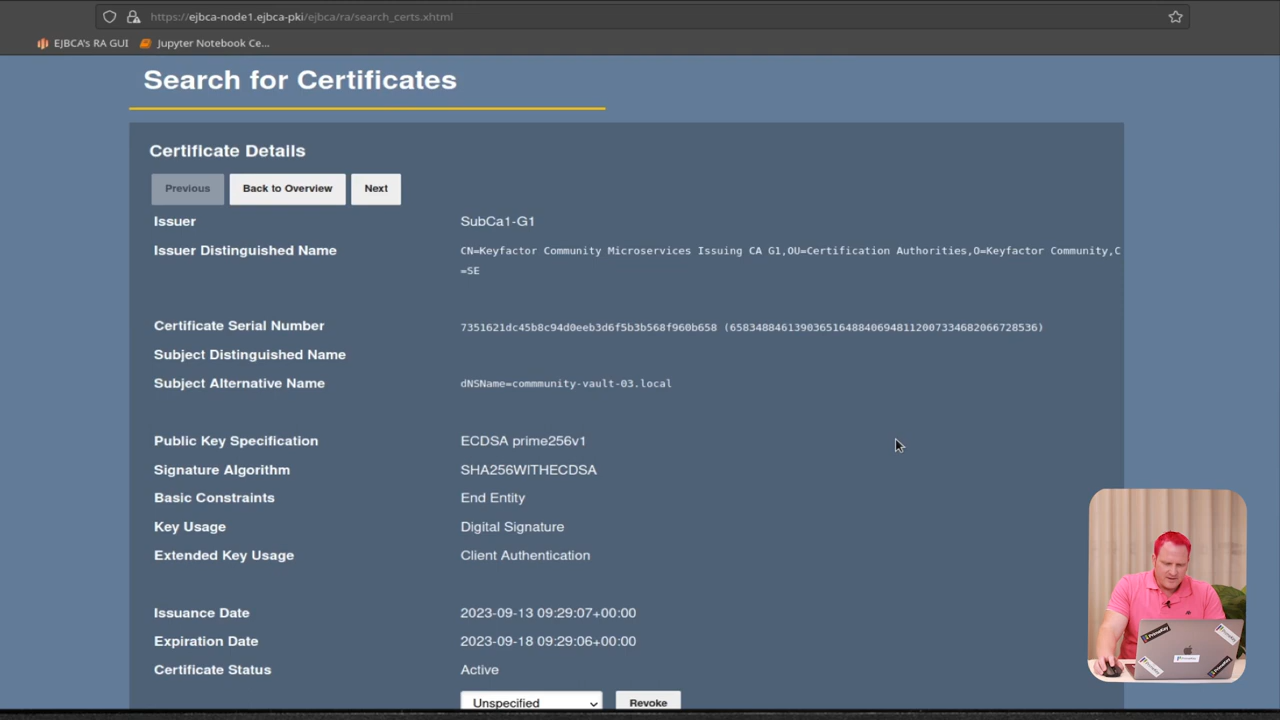 https://ejbca-node1.ejbca-pki/ejbca/ra/search_certs.xhtml
EJBCA's RA GUI Jupyter Notebook Ce...
Search for Certificates
Certificate Details
Previous Back to Overview Next
Issuer SubCa1-G1
Issuer Distinguished Name CN=Keyfactor Community Microservices Issuing CA G1,OU=Certification Authorities,O=Keyfactor Community,C
=SE
Certificate Serial Number 7351621dc45b8c94d0eeb3d6f5b3b568f960b658 (658348846139036516488406948112007334682066728536)
Subject Distinguished Name
Subject Alternative Name dNSName=commmunity-vault-03.local
Public Key Specification ECDSA prime256v1
Signature Algorithm SHA256WITHECDSA
Basic Constraints End Entity
Key Usage Digital Signature
Extended Key Usage Client Authentication
Issuance Date 2023-09-13 09:29:07+00:00
Expiration Date 2023-09-18 09:29:06+00:00
Certificate Status Active
Unspecified Revoke